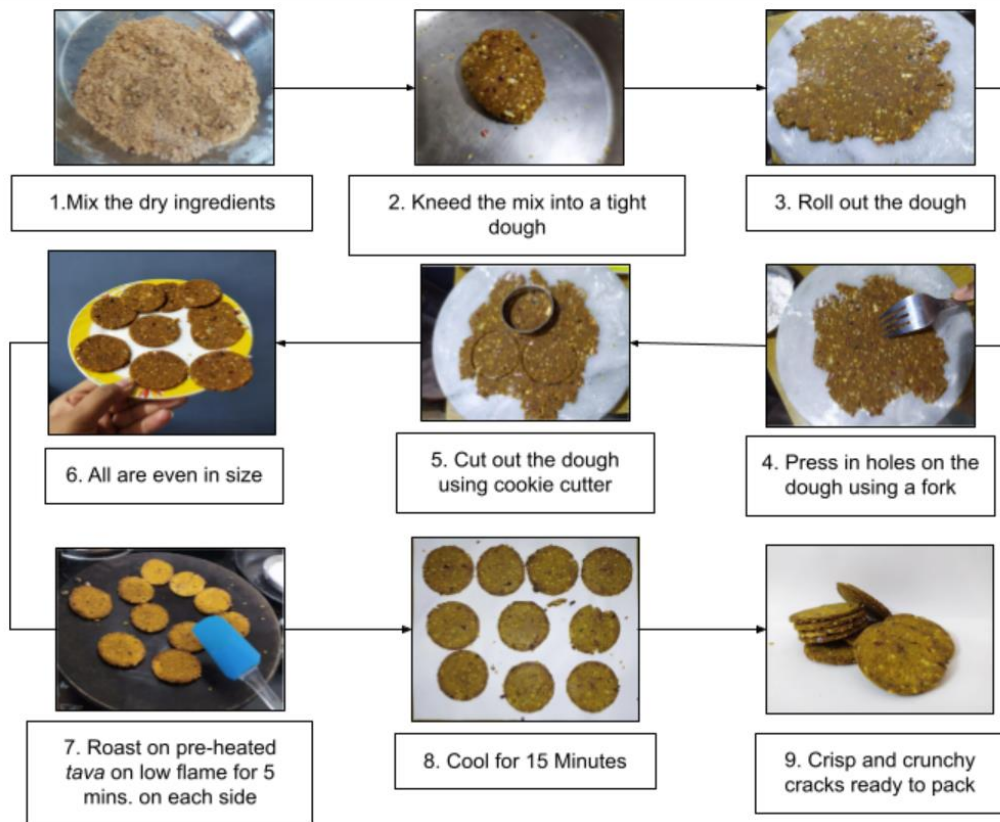 1.Mix the dry ingredients
2. Kneed the mix into a tight
dough
3. Roll out the dough
4. Press in holes on the
dough using a fork
5. Cut out the dough
using cookie cutter
6. All are even in size
7. Roast on pre-heated
tava on low flame for 5
mins. on each side
8. Cool for 15 Minutes
9. Crisp and crunchy
cracks ready to pack